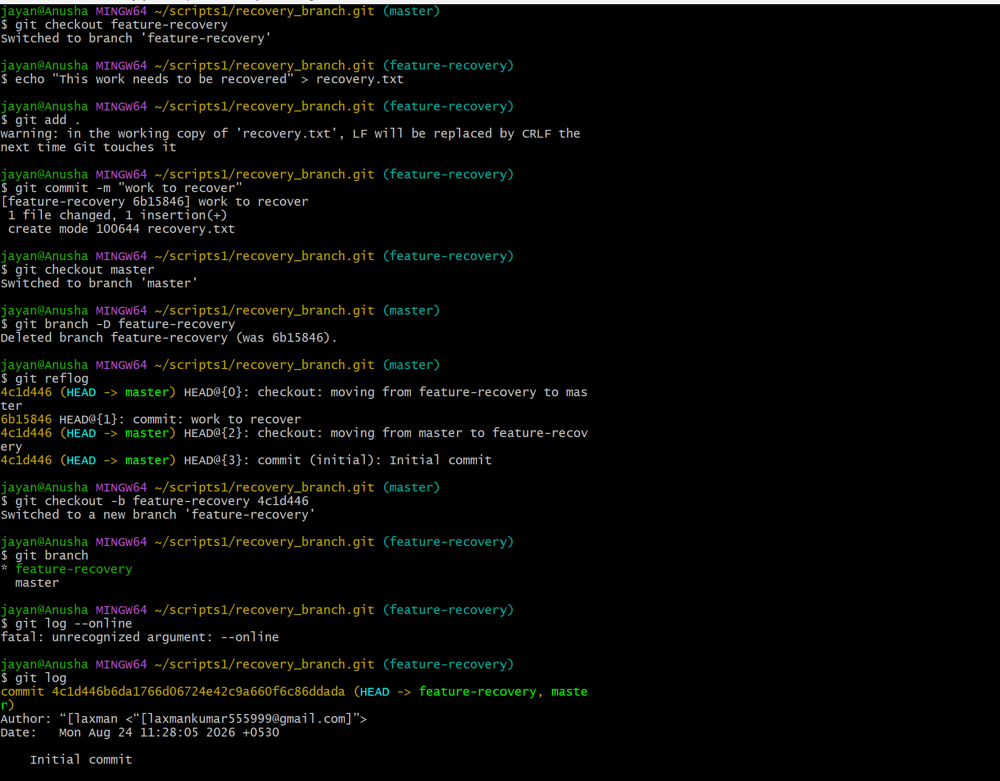 jayan@Anusha MINGW64 ~/scripts1/recovery_branch.git (master)
$ git checkout feature-recovery
Switched to branch 'feature-recovery'
jayan@Anusha MINGW64 ~/scripts1/recovery_branch.git (feature-recovery)
$ echo "This work needs to be recovered" > recovery.txt
jayan@Anusha MINGW64 ~/scripts1/recovery_branch.git (feature-recovery)
$ git add .
warning: in the working copy of 'recovery.txt', LF will be replaced by CRLF the
next time Git touches it
jayan@Anusha MINGW64 ~/scripts1/recovery_branch.git (feature-recovery)
$ git commit -m "work to recover"
[feature-recovery 6b15846] work to recover
 1 file changed, 1 insertion(+)
 create mode 100644 recovery.txt
jayan@Anusha MINGW64 ~/scripts1/recovery_branch.git (feature-recovery)
$ git checkout master
Switched to branch 'master'
jayan@Anusha MINGW64 ~/scripts1/recovery_branch.git (master)
$ git branch -D feature-recovery
Deleted branch feature-recovery (was 6b15846).
jayan@Anusha MINGW64 ~/scripts1/recovery_branch.git (master)
$ git reflog
4c1d446 (HEAD -> master) HEAD@{0}: checkout: moving from feature-recovery to mas
ter
6b15846 HEAD@{1}: commit: work to recover
4c1d446 (HEAD -> master) HEAD@{2}: checkout: moving from master to feature-recov
ery
4c1d446 (HEAD -> master) HEAD@{3}: commit (initial): Initial commit
jayan@Anusha MINGW64 ~/scripts1/recovery_branch.git (master)
$ git checkout -b feature-recovery 4c1d446
Switched to a new branch 'feature-recovery'
jayan@Anusha MINGW64 ~/scripts1/recovery_branch.git (feature-recovery)
$ git branch
* feature-recovery
  master
jayan@Anusha MINGW64 ~/scripts1/recovery_branch.git (feature-recovery)
$ git log --online
fatal: unrecognized argument: --online
jayan@Anusha MINGW64 ~/scripts1/recovery_branch.git (feature-recovery)
$ git log
commit 4c1d446b6da1766d06724e42c9a660f6c86ddada (HEAD -> feature-recovery, maste
r)
Author: “[laxman <“[laxmankumar555999@gmail.com]”>
Date:   Mon Aug 24 11:28:05 2026 +0530
    Initial commit